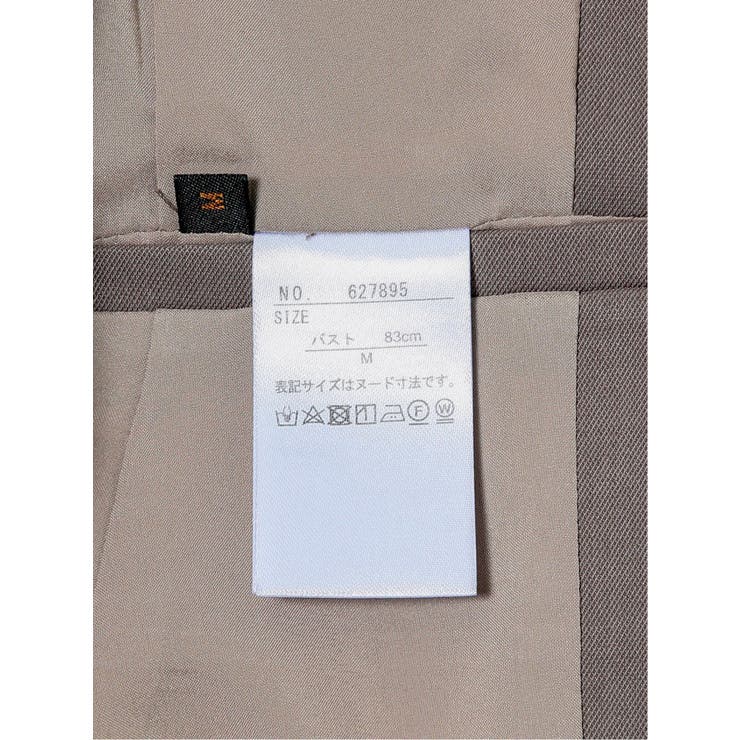 M
NO. 627895
SIZE
バスト 83cm
M
表記サイズはヌード寸法です。
F W